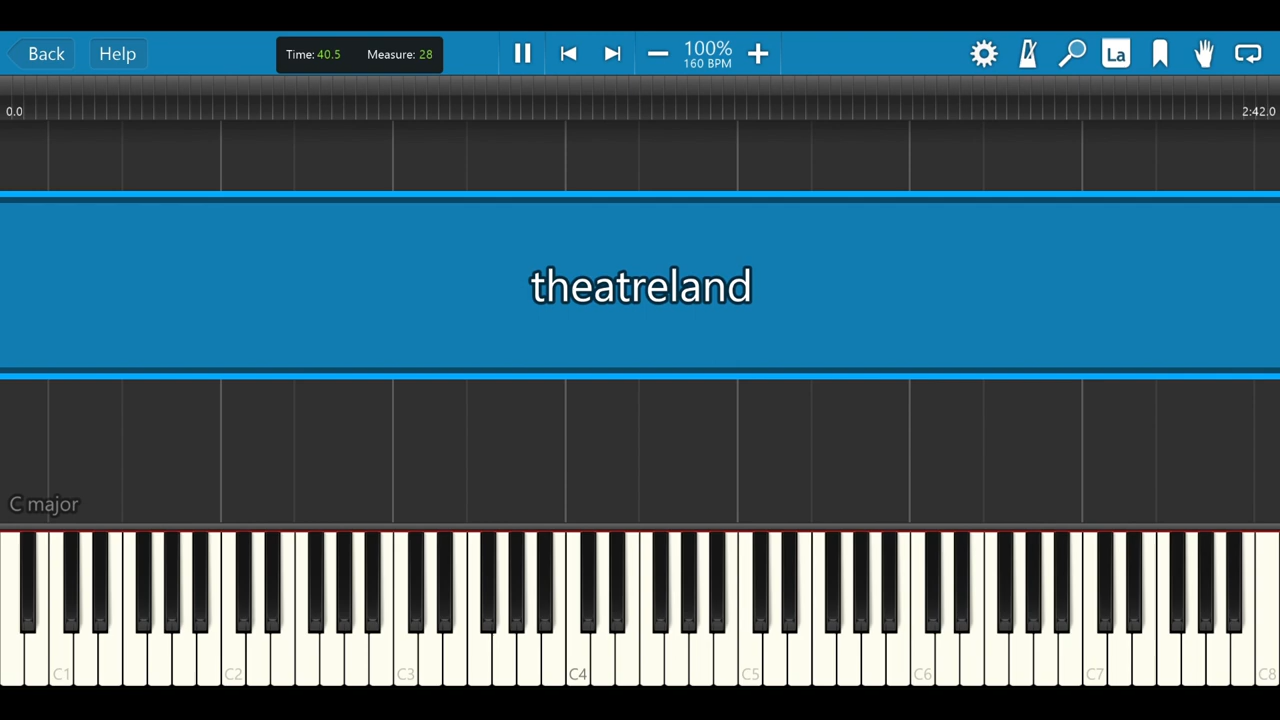 Back Help Time: 40.5 Measure: 28 100% La
160 BPM
0.0 2:42.0
theatreland
C major
C1 C2 C3 C4 C5 C6 C7 C8